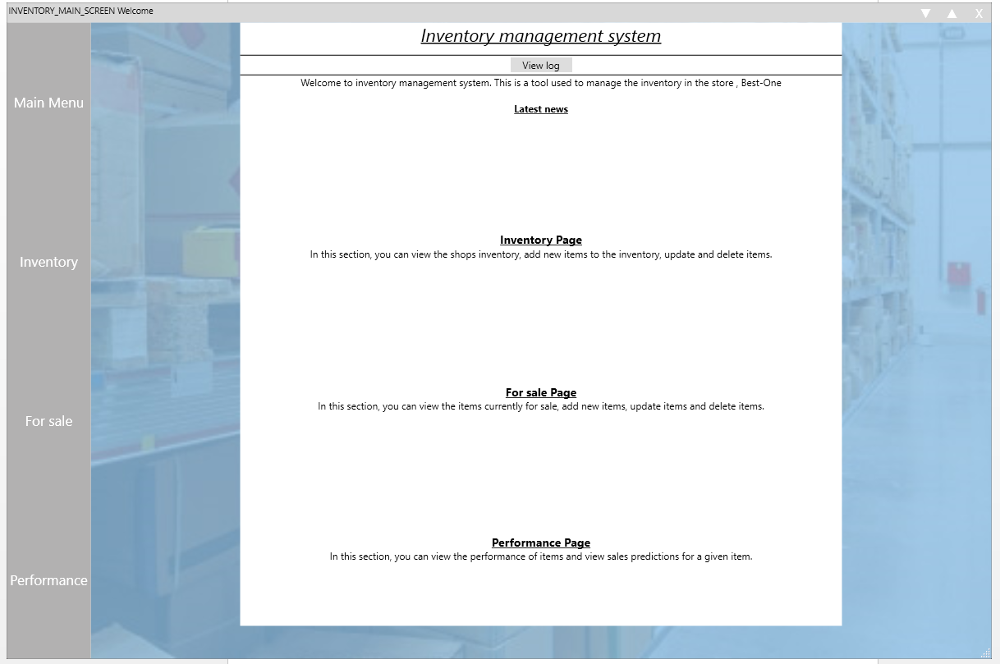 INVENTORY_MAIN_SCREEN Welcome
X
Inventory management system
View log
Welcome to inventory management system. This is a tool used to manage the inventory in the store , Best-One
Latest news
Main Menu
Inventory Page
In this section, you can view the shops inventory, add new items to the inventory, update and delete items.
Inventory
For sale Page
In this section, you can view the items currently for sale, add new items, update items and delete items.
For sale
Performance Page
In this section, you can view the performance of items and view sales predictions for a given item.
Performance